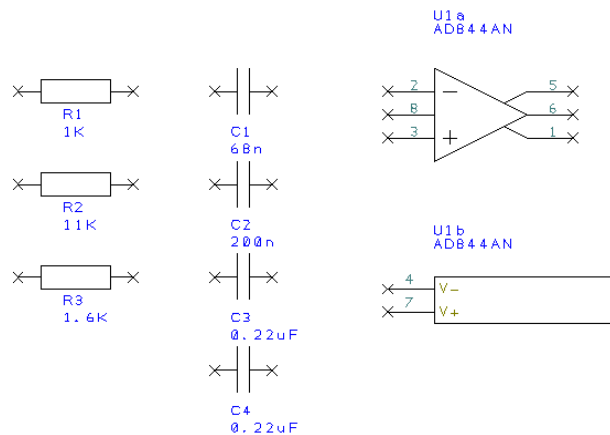 U1a
AD844AN
2
5
8
6
3
1
R1
1K
C1
68n
R2
11K
C2
200n
U1b
AD844AN
4
V-
7
V+
R3
1.6K
C3
0.22uF
C4
0.22uF